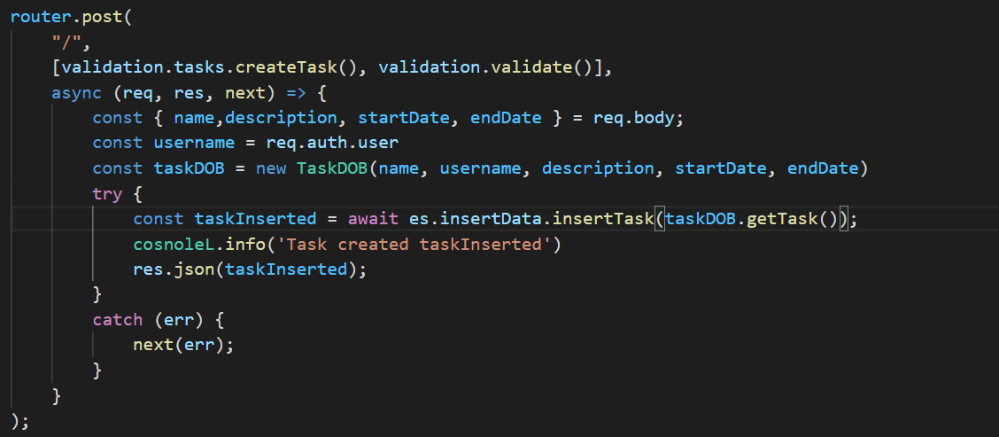 router.post(
    "/",
    [validation.tasks.createTask(), validation.validate()],
    async (req, res, next) => {
        const { name,description, startDate, endDate } = req.body;
        const username = req.auth.user
        const taskDOB = new TaskDOB(name, username, description, startDate, endDate)
        try {
            const taskInserted = await es.insertData.insertTask(taskDOB.getTask());
            cosnoleL.info('Task created taskInserted')
            res.json(taskInserted);
        }
        catch (err) {
            next(err);
        }
    }
);